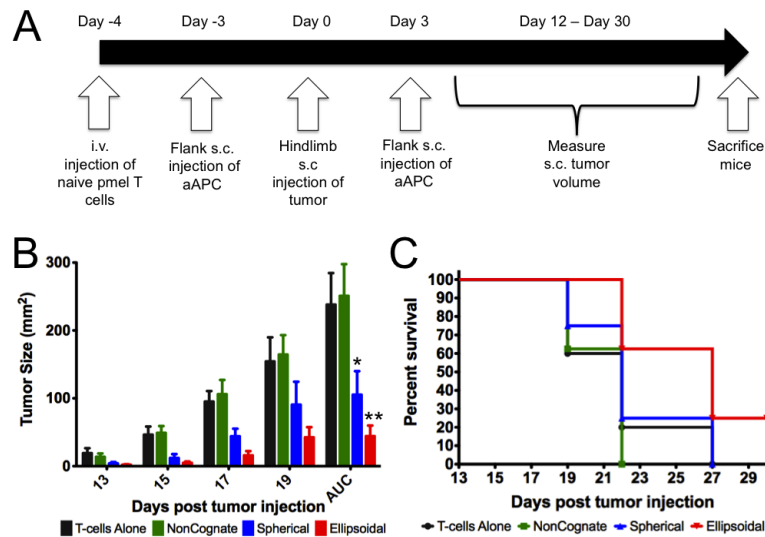 A
Day -4
Day -3
Day 0
Day 3
Day 12 – Day 30
i.v.
injection of
naive pmel T
cells
Flank s.c.
injection of
aAPC
Hindlimb
s.c
injection of
tumor
Flank s.c.
injection of
aAPC
Measure
s.c. tumor
volume
Sacrifice
mice
B
Tumor Size (mm²)
300
200
100
0
*
**
13
15
17
19
AUC
Days post tumor injection
T-cells Alone NonCognate Spherical Ellipsoidal
C
Percent survival
100
90
80
70
60
50
40
30
20
10
0
13 15 17 19 21 23 25 27 29
Days post tumor injection
T-cells Alone NonCognate Spherical Ellipsoidal